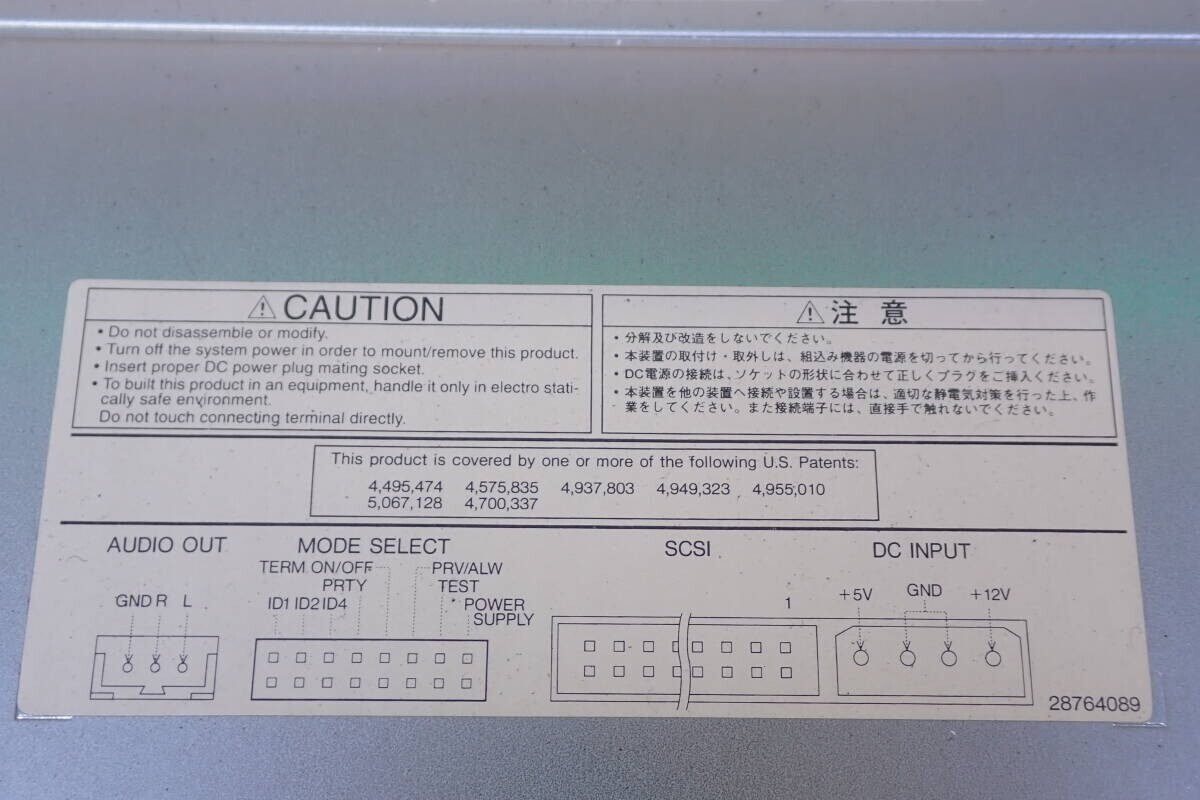 ⚠CAUTION
• Do not disassemble or modify.
• Turn off the system power in order to mount/remove this product.
• Insert proper DC power plug mating socket.
• To built this product in an equipment, handle it only in electro stati-
cally safe environment.
Do not touch connecting terminal directly.
⚠注 意
・分解及び改造をしないでください。
・本装置の取付け・取外しは、組込み機器の電源を切ってから行ってください。
・DC電源の接続は、ソケットの形状に合わせて正しくプラグをご挿入ください。
・本装置を他の装置へ接続や設置する場合は、適切な静電気対策を行った上、作
業をしてください。また接続端子には、直接手で触れないでください。
This product is covered by one or more of the following U.S. Patents:
4,495,474 4,575,835 4,937,803 4,949,323 4,955,010
5,067,128 4,700,337
AUDIO OUT
GND R L
MODE SELECT
TERM ON/OFF PRV/ALW
PRTY TEST
ID1 ID2 ID4 POWER
SUPPLY
SCSI
1
DC INPUT
+5V GND +12V
28764089